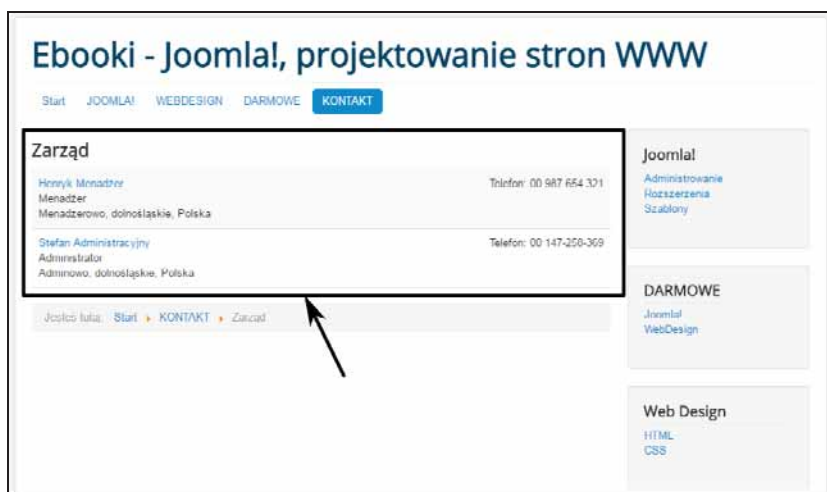 Ebooki - Joomla!, projektowanie stron WWW
Start JOOMLA! WEBDESIGN DARMOWE KONTAKT
Zarząd
Henryk Menadżer Telefon: 00 987 654 321
Menadżer
Menadżerowo, dolnośląskie, Polska
Stefan Administracyjny Telefon: 00 147-258-369
Administrator
Adminowo, dolnośląskie, Polska
Jesteś tutaj: Start KONTAKT Zarząd
Joomla!
Administrowanie
Rozszerzenia
Szablony
DARMOWE
Joomla!
WebDesign
Web Design
HTML
CSS